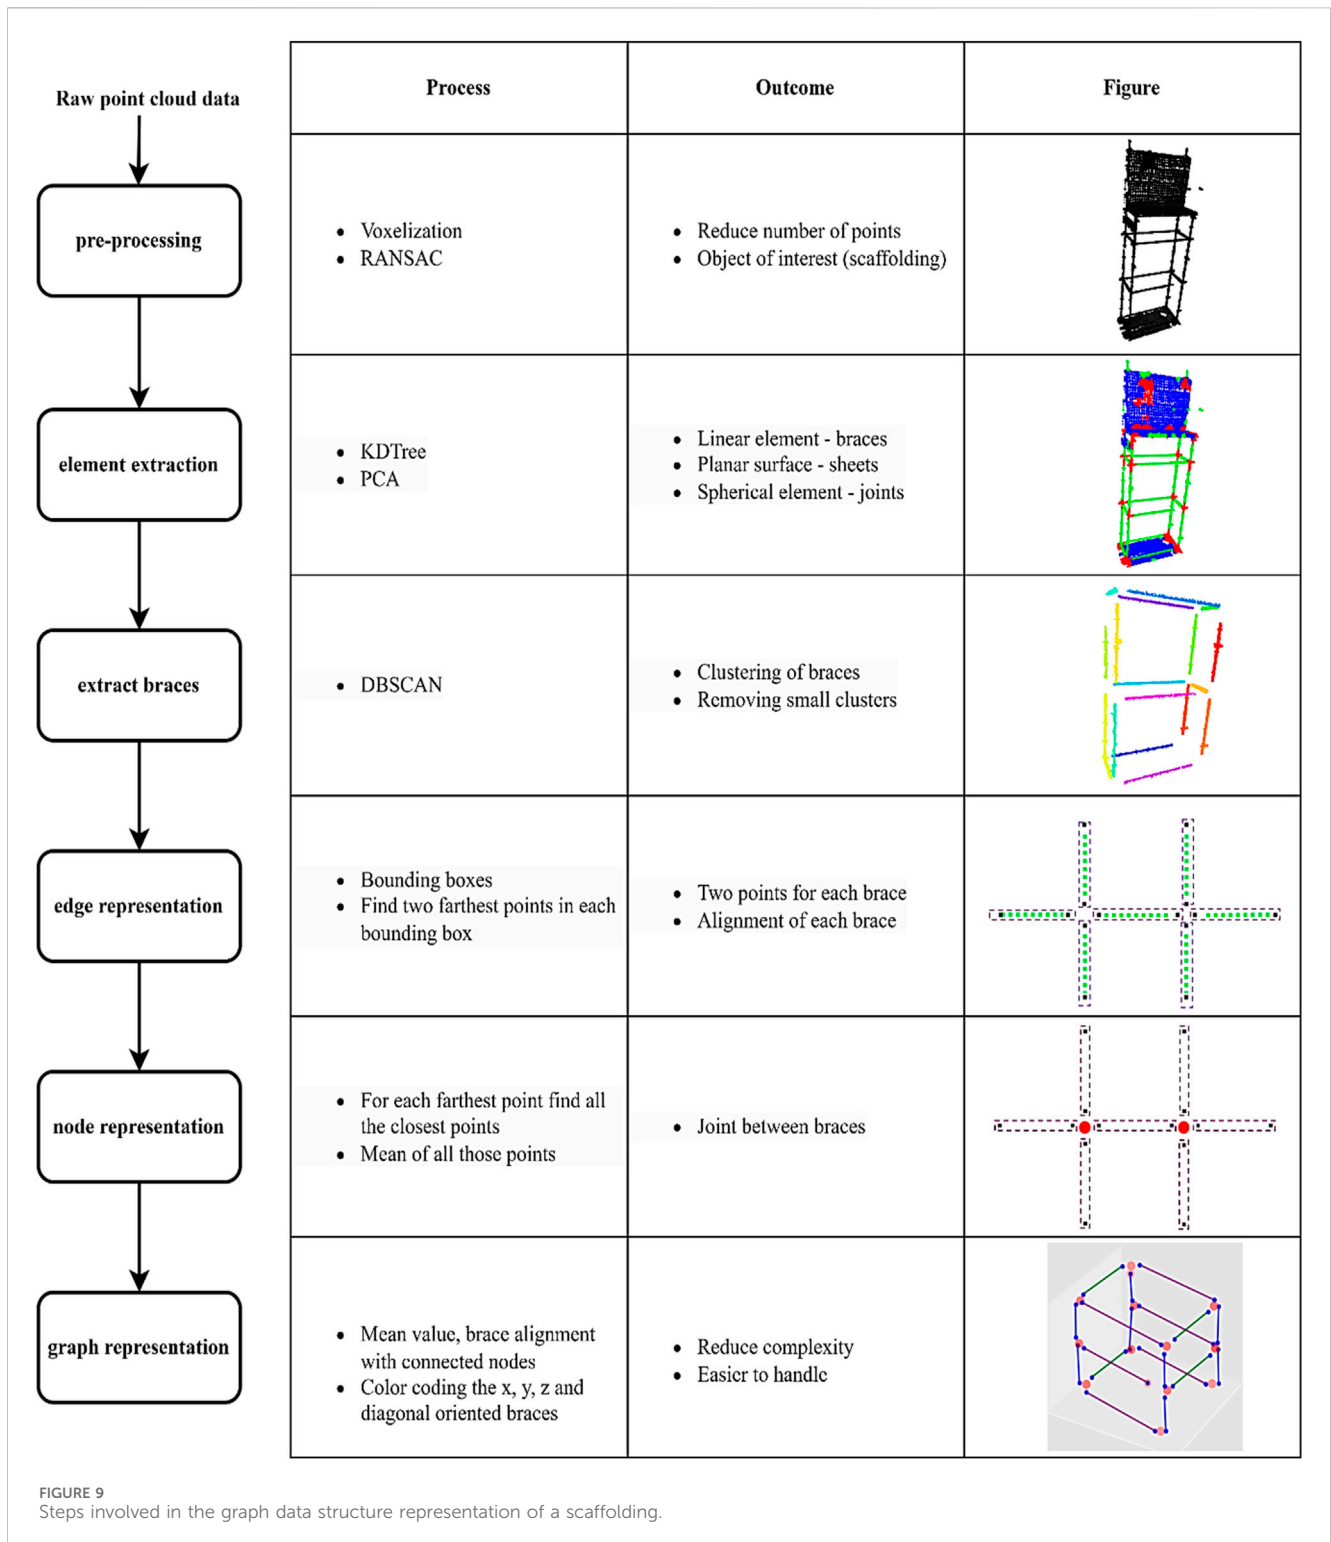 Process
Outcome
Figure
Raw point cloud data
pre-processing
• Voxelization
• RANSAC
• Reduce number of points
• Object of interest (scaffolding)
element extraction
• KDTree
• PCA
• Linear element - braces
• Planar surface - sheets
• Spherical element - joints
extract braces
• DBSCAN
• Clustering of braces
• Removing small clusters
edge representation
• Bounding boxes
• Find two farthest points in each
bounding box
• Two points for each brace
• Alignment of each brace
node representation
• For each farthest point find all
the closest points
• Mean of all those points
• Joint between braces
graph representation
• Mean value, brace alignment
with connected nodes
• Color coding the x, y, z and
diagonal oriented braces
• Reduce complexity
• Easier to handle
FIGURE 9
Steps involved in the graph data structure representation of a scaffolding.